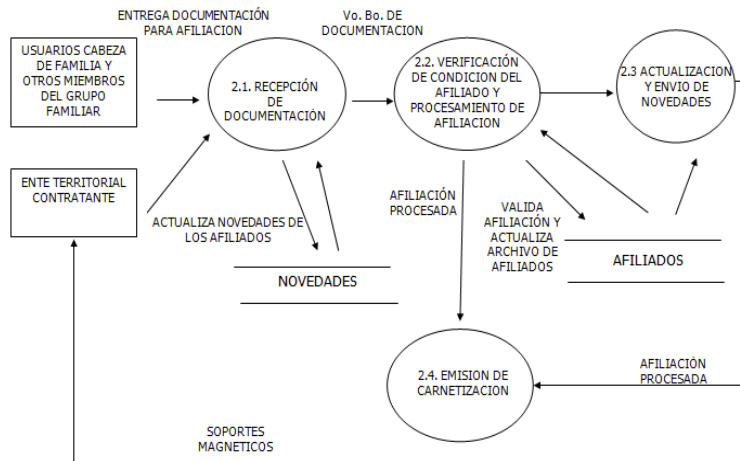 ENTREGA DOCUMENTACIÓN
PARA AFILIACION
Vo. Bo. DE
DOCUMENTACION
USUARIOS CABEZA
DE FAMILIA Y
OTROS MIEMBROS
DEL GRUPO
FAMILIAR
2.1. RECEPCIÓN
DE
DOCUMENTACIÓN
2.2. VERIFICACIÓN
DE CONDICION DEL
AFILIADO Y
PROCESAMIENTO DE
AFILIACION
2.3 ACTUALIZACION
Y ENVIO DE
NOVEDADES
ENTE TERRITORIAL
CONTRATANTE
ACTUALIZA NOVEDADES DE
LOS AFILIADOS
AFILIACIÓN
PROCESADA
VALIDA
AFILIACIÓN Y
ACTUALIZA
ARCHIVO DE
AFILIADOS
NOVEDADES
AFILIADOS
2.4. EMISION DE
CARNETIZACION
AFILIACIÓN
PROCESADA
SOPORTES
MAGNETICOS